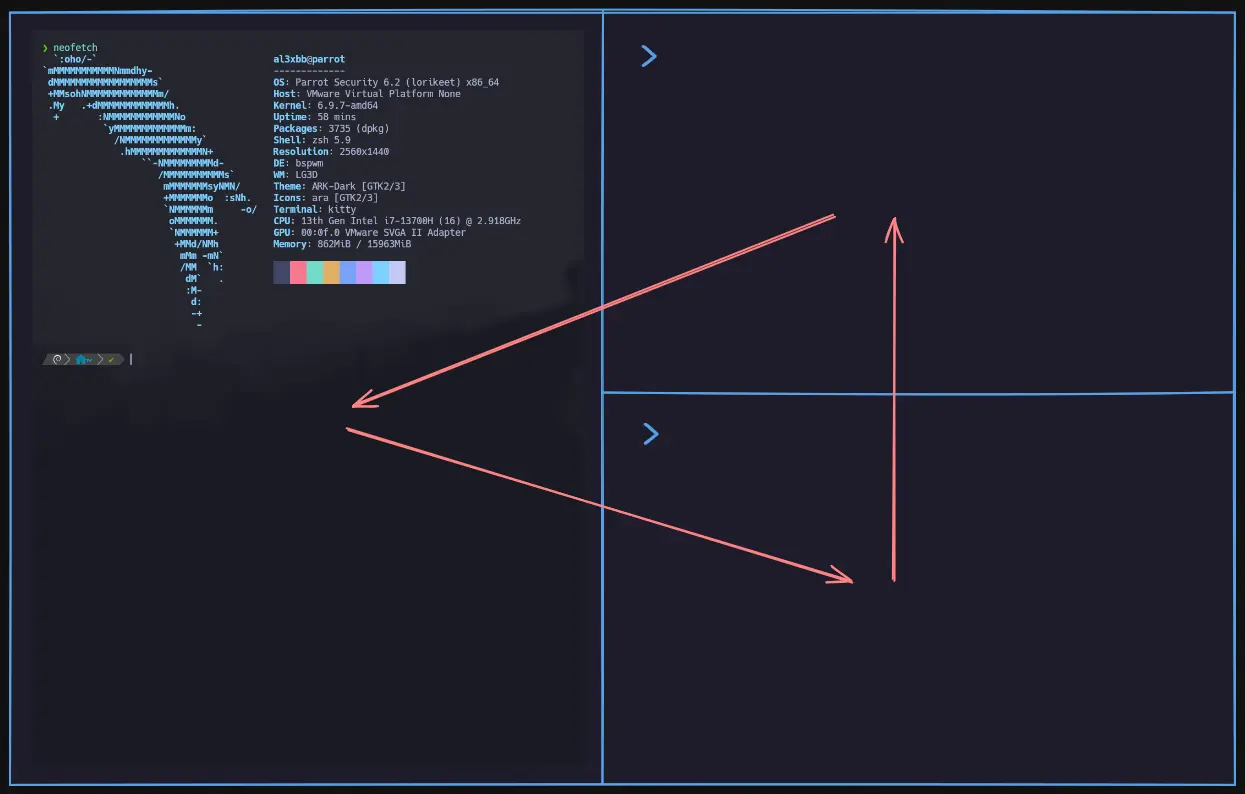 ❯ neofetch
`:oho/-`
`mMMMMMMMMMMMNmmdhy-
dMMMMMMMMMMMMMMMMMMs`
+MMsohNMMMMMMMMMMMMMm/
.My   .+dMMMMMMMMMMMMMh.
+       :NMMMMMMMMMMMMNo
`yMMMMMMMMMMMMMm:
/NMMMMMMMMMMMMMy`
.hMMMMMMMMMMMMMN+
``-NMMMMMMMMMd-
/MMMMMMMMMMMs`
mMMMMMMMsyNMN/
+MMMMMMMo  :sNh.
`NMMMMMMm     -o/
oMMMMMMM.
`NMMMMMM+
+MMd/NMh
mMm -mN`
/MM  `h:
dM`   .
:M-
d:
-+
-
al3xbb@parrot
-------------
OS: Parrot Security 6.2 (lorikeet) x86_64
Host: VMware Virtual Platform None
Kernel: 6.9.7-amd64
Uptime: 58 mins
Packages: 3735 (dpkg)
Shell: zsh 5.9
Resolution: 2560x1440
DE: bspwm
WM: LG3D
Theme: ARK-Dark [GTK2/3]
Icons: ara [GTK2/3]
Terminal: kitty
CPU: 13th Gen Intel i7-13700H (16) @ 2.918GHz
GPU: 00:0f.0 VMware SVGA II Adapter
Memory: 862MiB / 15963MiB
~ ✔